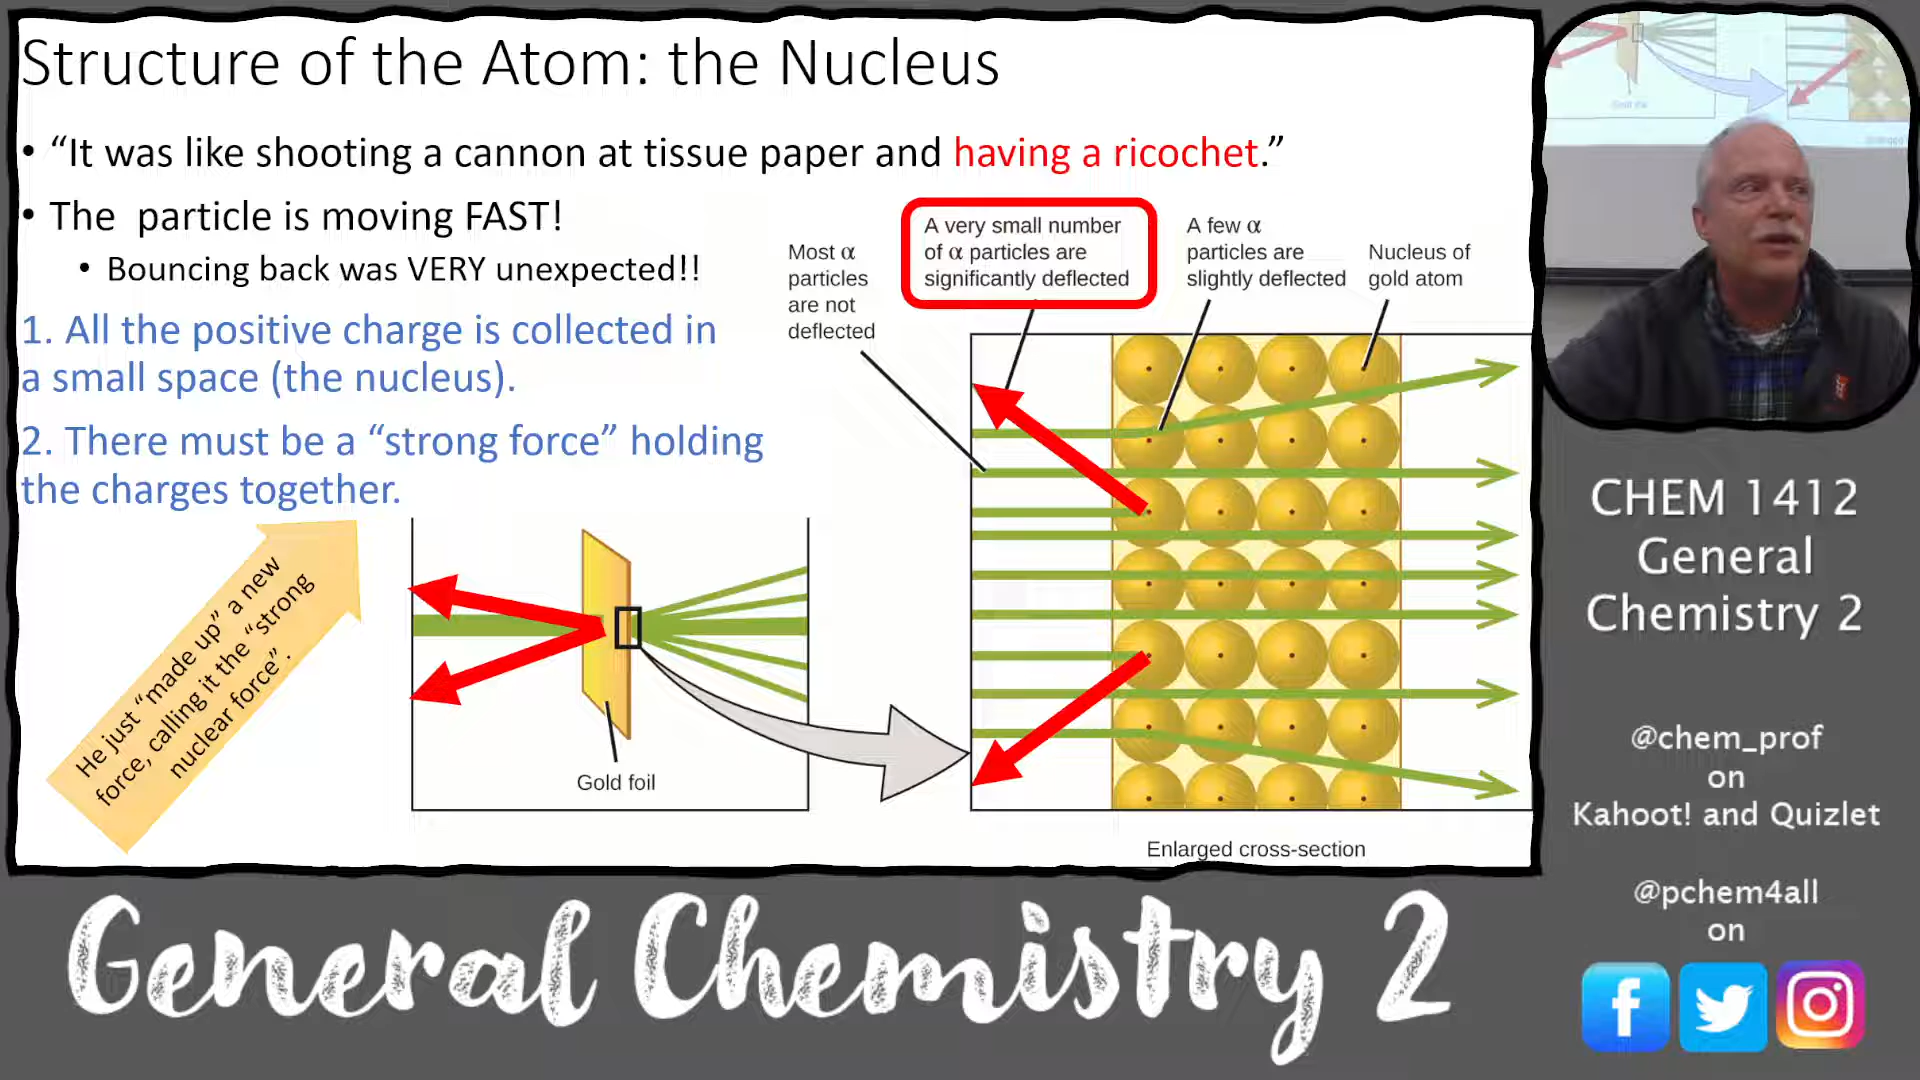 Structure of the Atom: the Nucleus
• “It was like shooting a cannon at tissue paper and having a ricochet.”
• The particle is moving FAST!
• Bouncing back was VERY unexpected!!
1. All the positive charge is collected in
a small space (the nucleus).
2. There must be a “strong force” holding
the charges together.
He just “made up” a new
force, calling it the “strong
nuclear force”.
Gold foil
Most α
particles
are not
deflected
A very small number
of α particles are
significantly deflected
A few α
particles are
slightly deflected
Nucleus of
gold atom
Enlarged cross-section
CHEM 1412
General
Chemistry 2
@chem_prof
on
Kahoot! and Quizlet
@pchem4all
on
General Chemistry 2